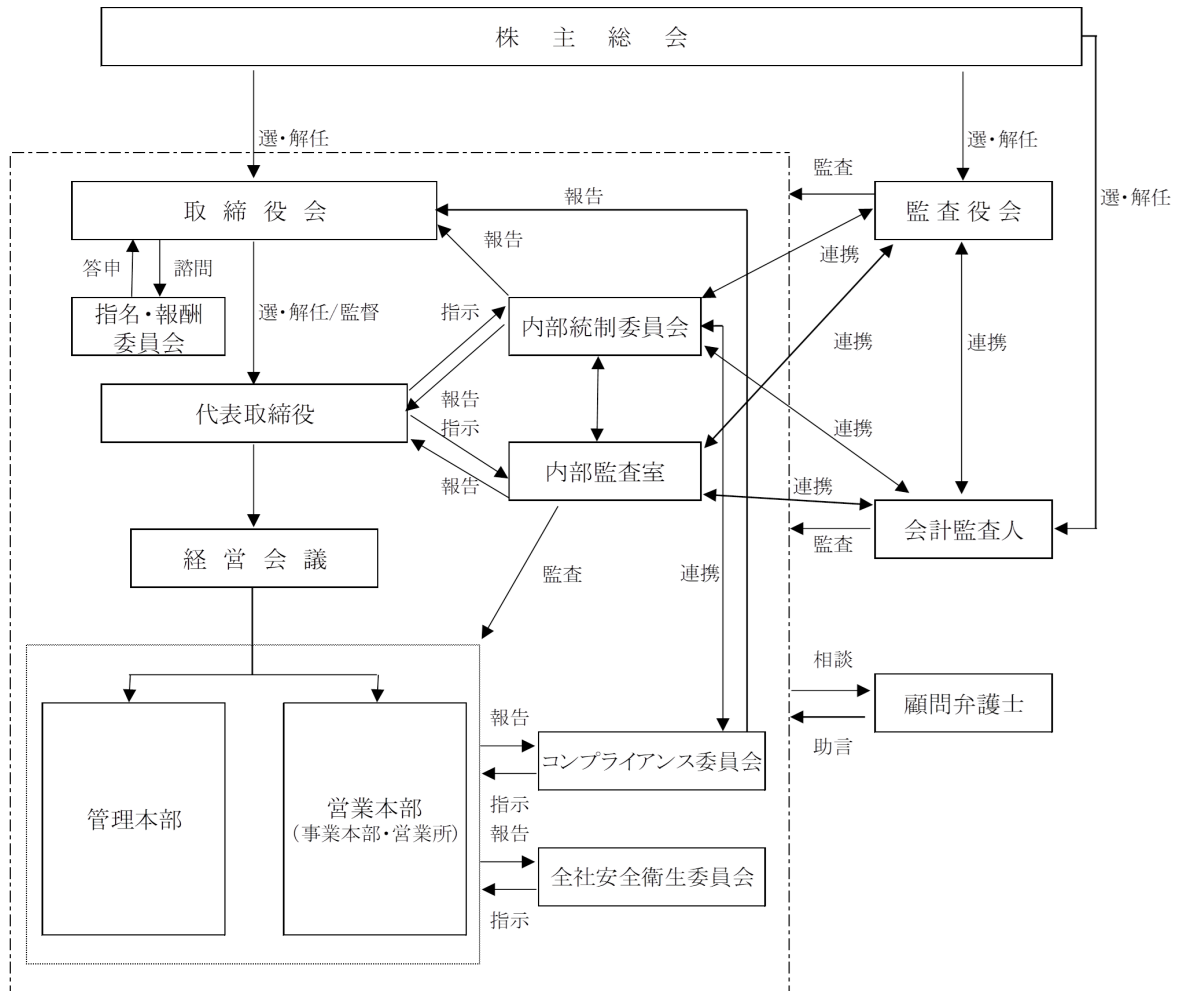 株主総会
選・解任
選・解任
選・解任
監査
取締役会
報告
監査役会
報告
連携
答申
諮問
指名・報酬
委員会
選・解任/監督
指示
内部統制委員会
連携
連携
代表取締役
報告
指示
連携
内部監査室
報告
連携
会計監査人
監査
経営会議
監査
連携
相談
顧問弁護士
助言
報告
コンプライアンス委員会
指示
管理本部
営業本部
(事業本部・営業所)
報告
全社安全衛生委員会
指示